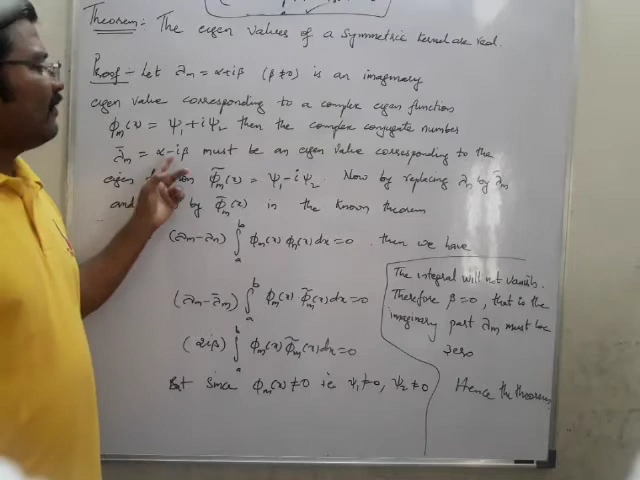 Theorem:- The eigen values of a symmetric Kernel are real.
Proof:- Let λm = α+iβ (β≠0) is an imaginary
eigen value corresponding to a complex eigen function
φm(x) = ψ1 + iψ2 then the complex conjugate number
λ̄m = α-iβ must be an eigen value corresponding to the
eigen φ̃m(x) = ψ1 - iψ2. Now by replacing λn by λ̄m
and by φ̃m(x) in the known theorem
(λm-λn) ∫ab φm(x) φn(x)dx=0 . then we have
(λm-λ̄m) ∫ab φm(x) φ̃m(x)dx=0
(2iβ) ∫ab φm(x) φ̃m(x)dx=0
But since φm(x)≠0 ie ψ1≠0, ψ2≠0
The integral will not vanish.
Therefore β=0, that is the
imaginary part λm must be
zero
Hence the theorem.